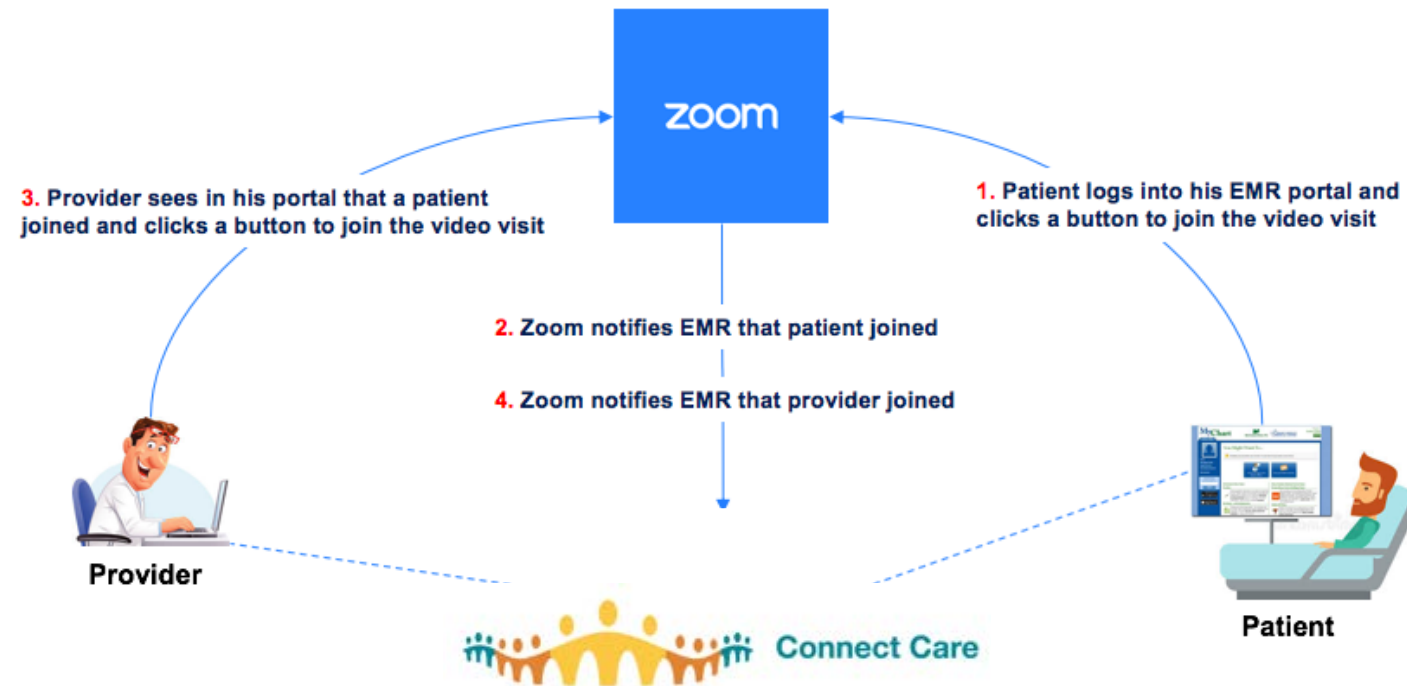 zoom
3. Provider sees in his portal that a patient
joined and clicks a button to join the video visit
1. Patient logs into his EMR portal and
clicks a button to join the video visit
2. Zoom notifies EMR that patient joined
4. Zoom notifies EMR that provider joined
MyChart
Provider
Patient
Connect Care